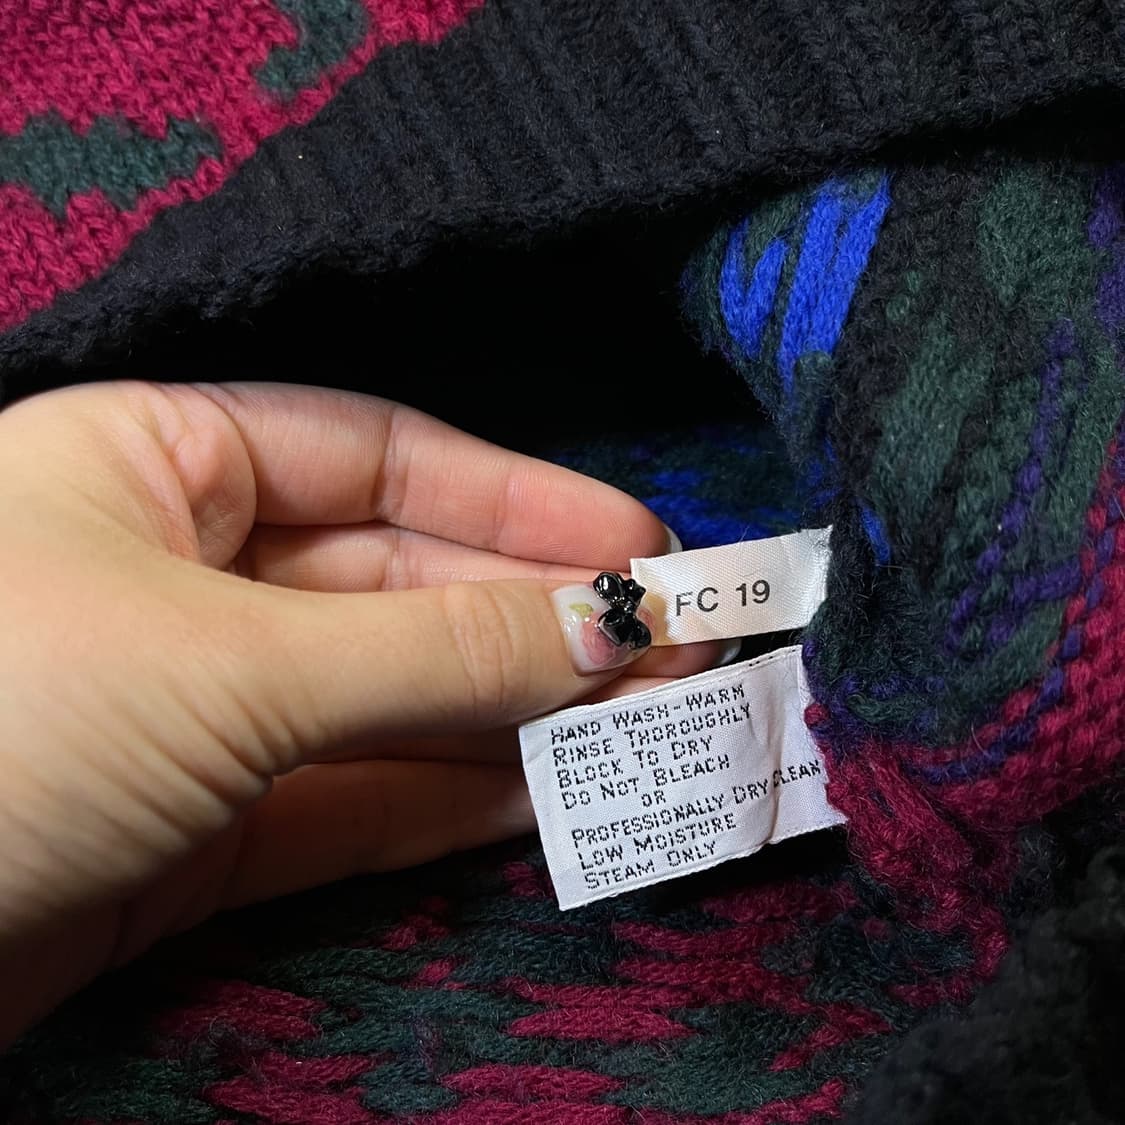 FC 19
HAND WASH-WARM
RINSE THOROUGHLY
BLOCK TO DRY
DO NOT BLEACH
OR
PROFESSIONALLY DRY CLEAN
LOW MOISTURE
STEAM ONLY